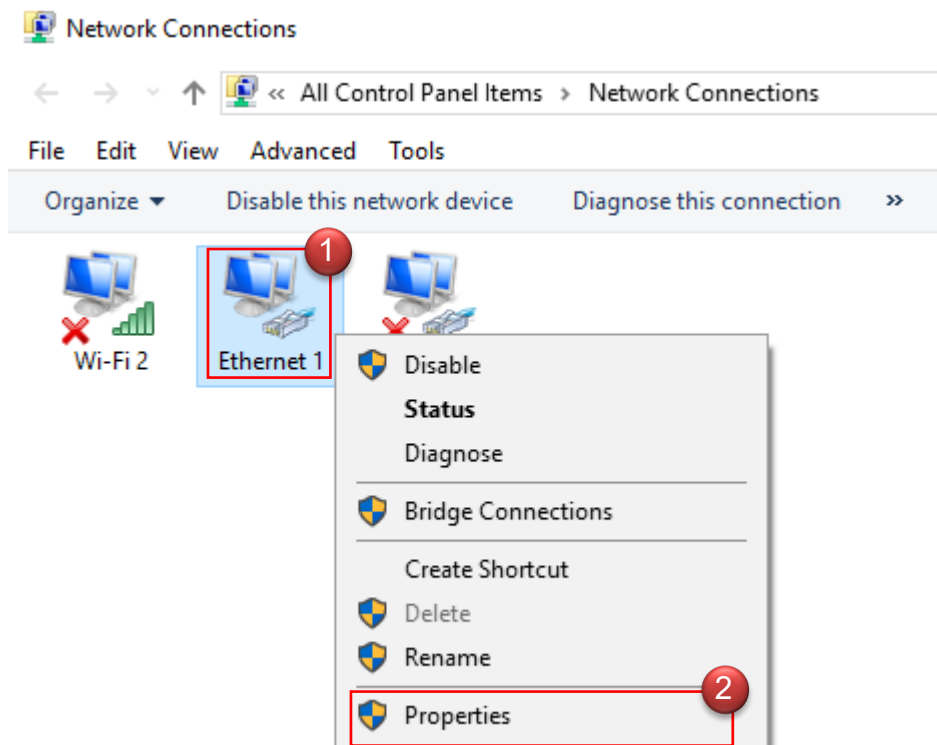 Network Connections
« All Control Panel Items > Network Connections
File Edit View Advanced Tools
Organize Disable this network device Diagnose this connection »
1
Wi-Fi 2 Ethernet 1
Disable
Status
Diagnose
Bridge Connections
Create Shortcut
Delete
Rename
2
Properties